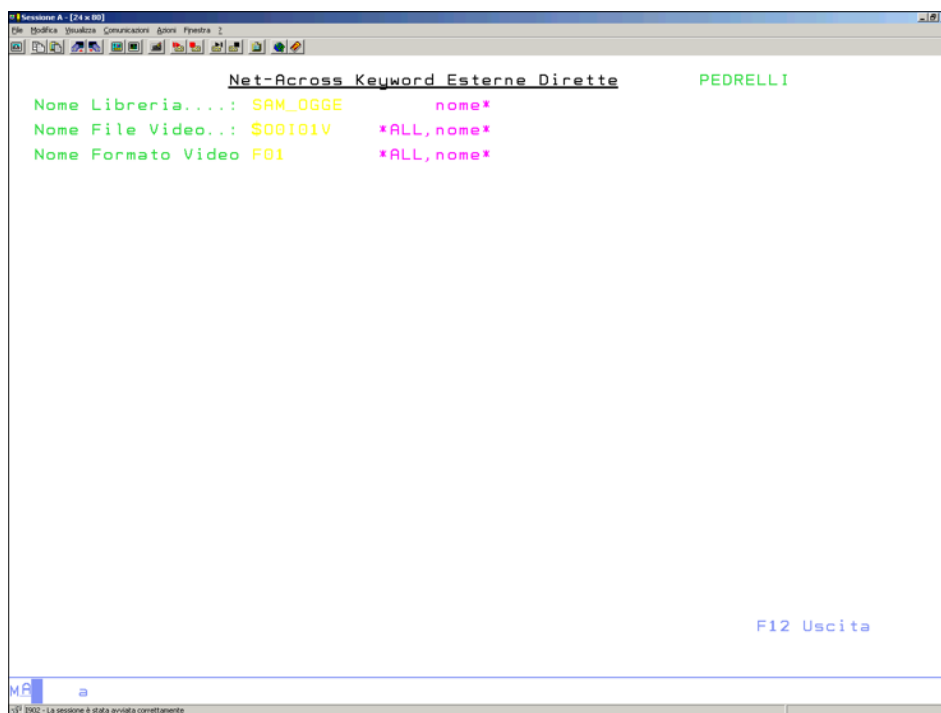 Sessione A - [24 x 80]
File Modifica Visualizza Comunicazioni Azioni Finestra ?
Net-Across Keyword Esterne Dirette PEDRELLI
Nome Libreria....: SAM_OGGE nome*
Nome File Video..: $OOIO1V *ALL,nome*
Nome Formato Video F01 *ALL,nome*
F12 Uscita
MA a
I902 - La sessione è stata avviata correttamente